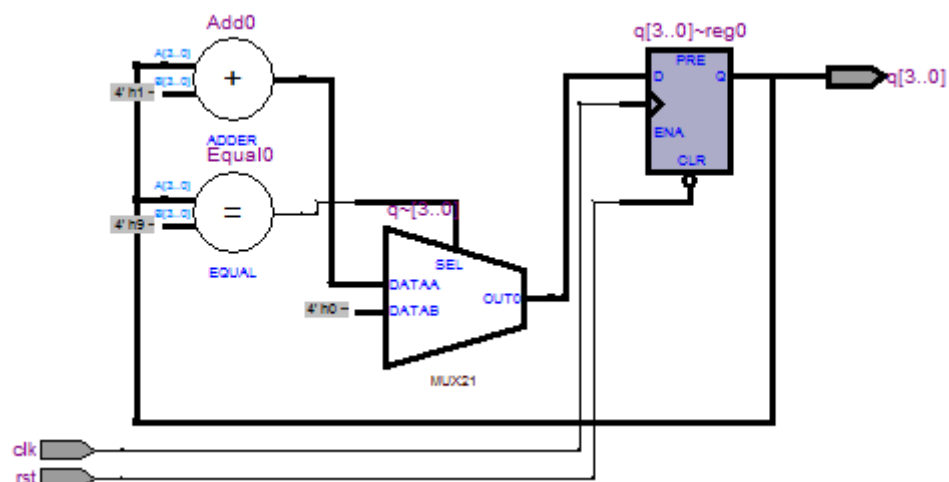 Add0
A[3..0]
4' h1 – B[3..0]
+
ADDER
Equal0
A[3..0]
4' h9 – B[3..0]
=
EQUAL
q~[3..0]
SEL
DATAA
4' h0 – DATAB
OUT0
MUX21
q[3..0]~reg0
PRE
D Q
ENA
CLR
q[3..0]
clk
rst